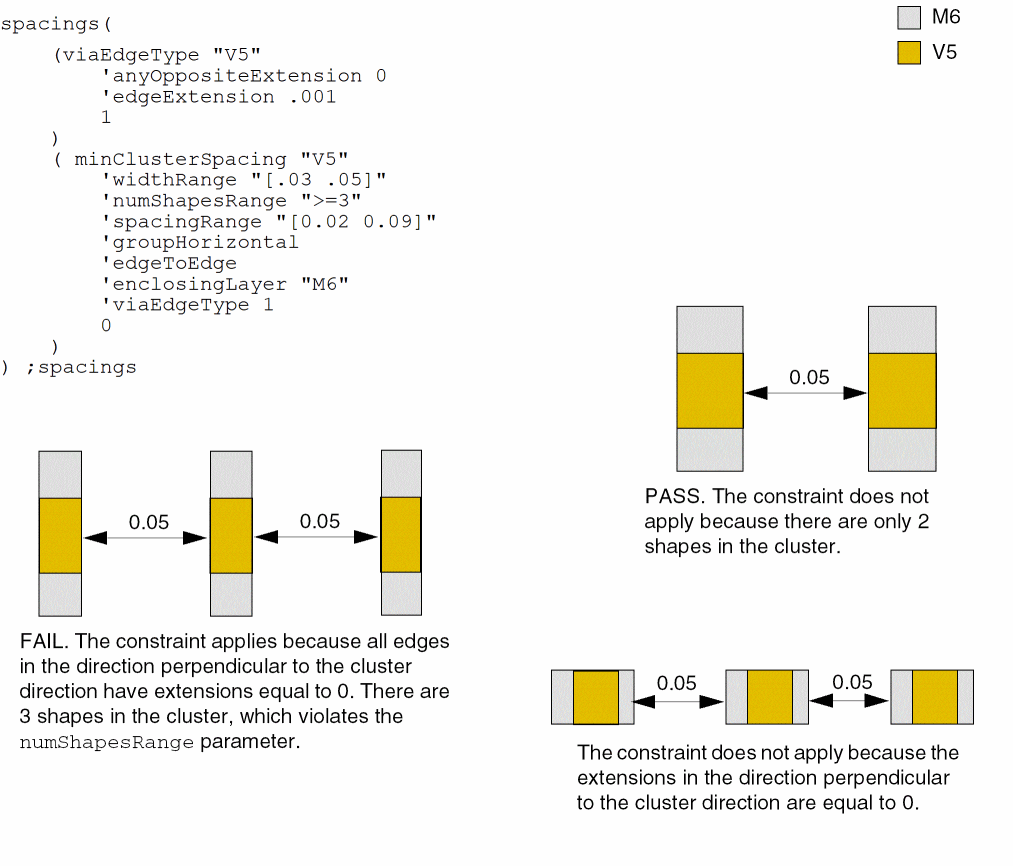 spacings(
(viaEdgeType "V5"
'anyOppositeExtension 0
'edgeExtension .001
1
)
( minClusterSpacing "V5"
'widthRange "[.03 .05]"
'numShapesRange ">=3"
'spacingRange "[0.02 0.09]"
'groupHorizontal
'edgeToEdge
'enclosingLayer "M6"
'viaEdgeType 1
0
)
) ;spacings
M6
V5
0.05
PASS. The constraint does not
apply because there are only 2
shapes in the cluster.
0.05
0.05
FAIL. The constraint applies because all edges
in the direction perpendicular to the cluster
direction have extensions equal to 0. There are
3 shapes in the cluster, which violates the
numShapesRange parameter.
0.05
0.05
The constraint does not apply because the
extensions in the direction perpendicular
to the cluster direction are equal to 0.